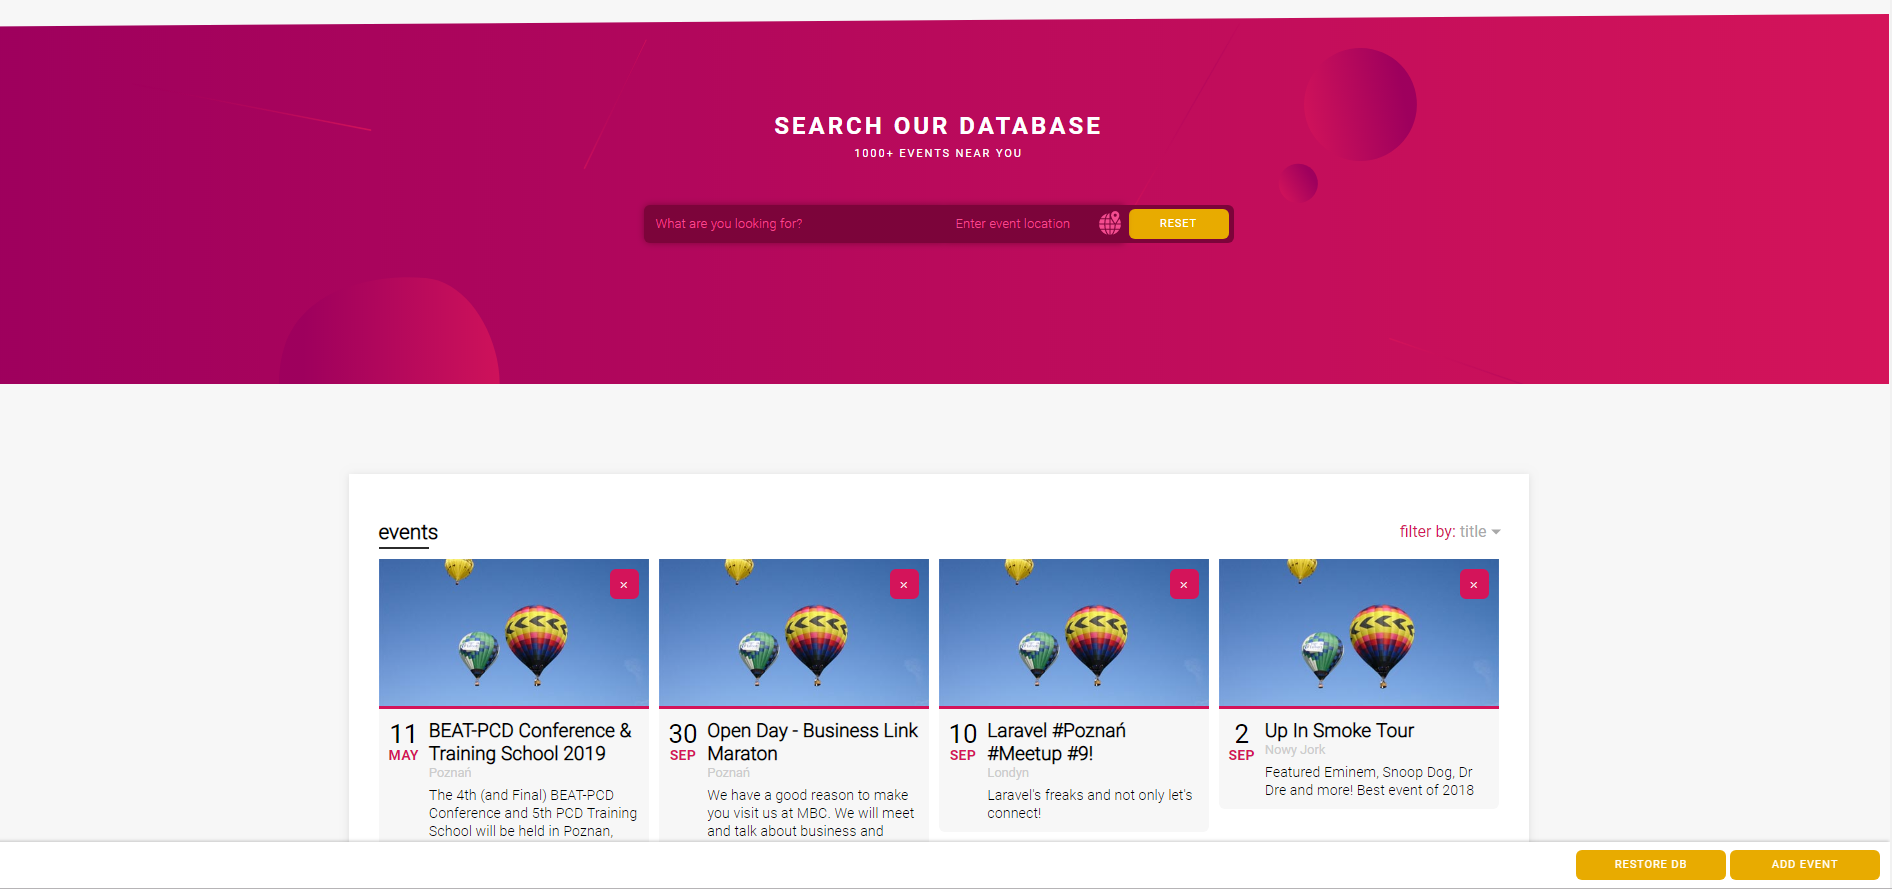 SEARCH OUR DATABASE
1000+ EVENTS NEAR YOU
What are you looking for?
Enter event location
RESET
events
filter by: title
×
×
×
×
11
MAY
BEAT-PCD Conference &
Training School 2019
Poznań
The 4th (and Final) BEAT-PCD
Conference and 5th PCD Training
School will be held in Poznan,
30
SEP
Open Day - Business Link
Maraton
Poznań
We have a good reason to make
you visit us at MBC. We will meet
and talk about business and
10
SEP
Laravel #Poznań
#Meetup #9!
Londyn
Laravel's freaks and not only let's
connect!
2
SEP
Up In Smoke Tour
Nowy Jork
Featured Eminem, Snoop Dog, Dr
Dre and more! Best event of 2018
RESTORE DB
ADD EVENT